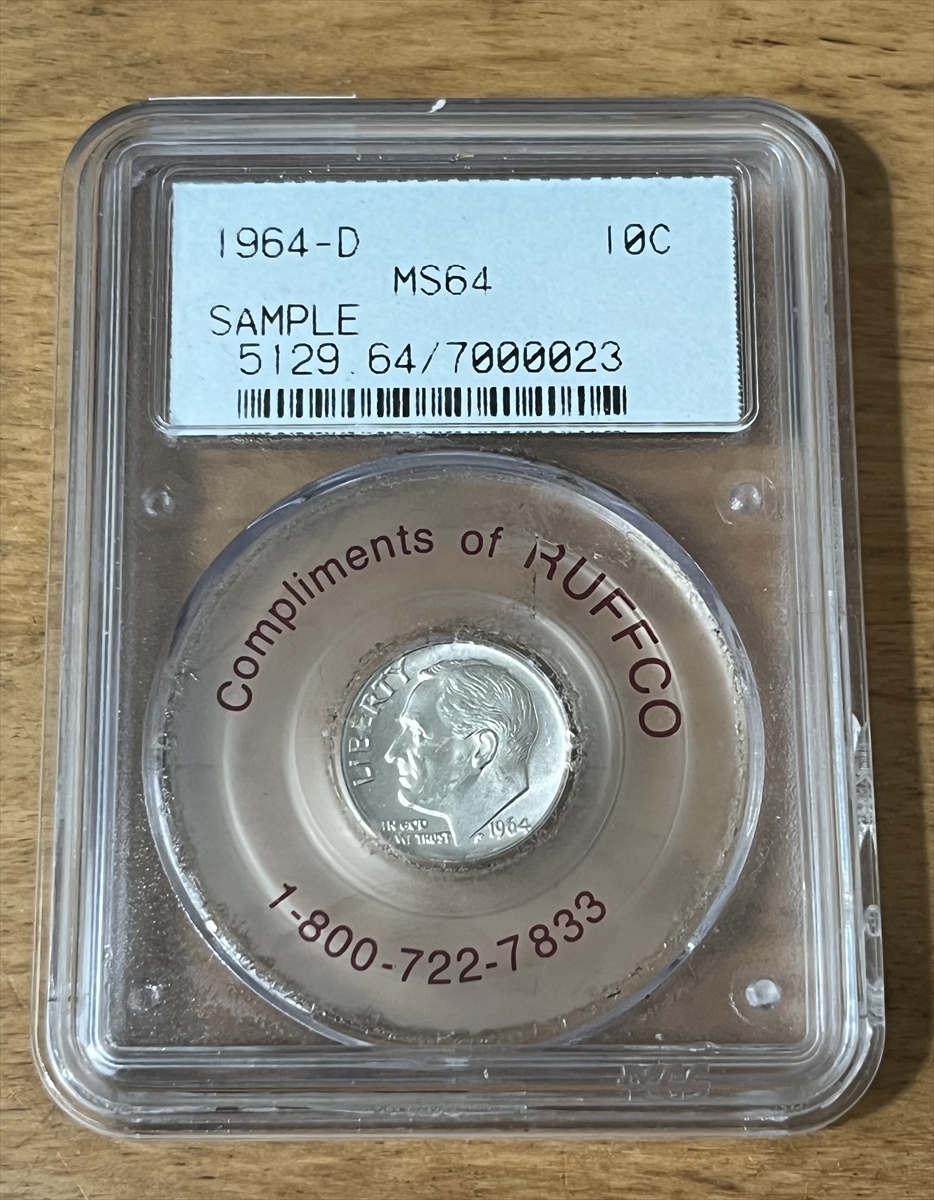 1964-D 10C
MS64
SAMPLE
5129.64/7000023
Compliments of RUFFCO
LIBERTY
IN GOD
WE TRUST
1964
1-800-722-7833